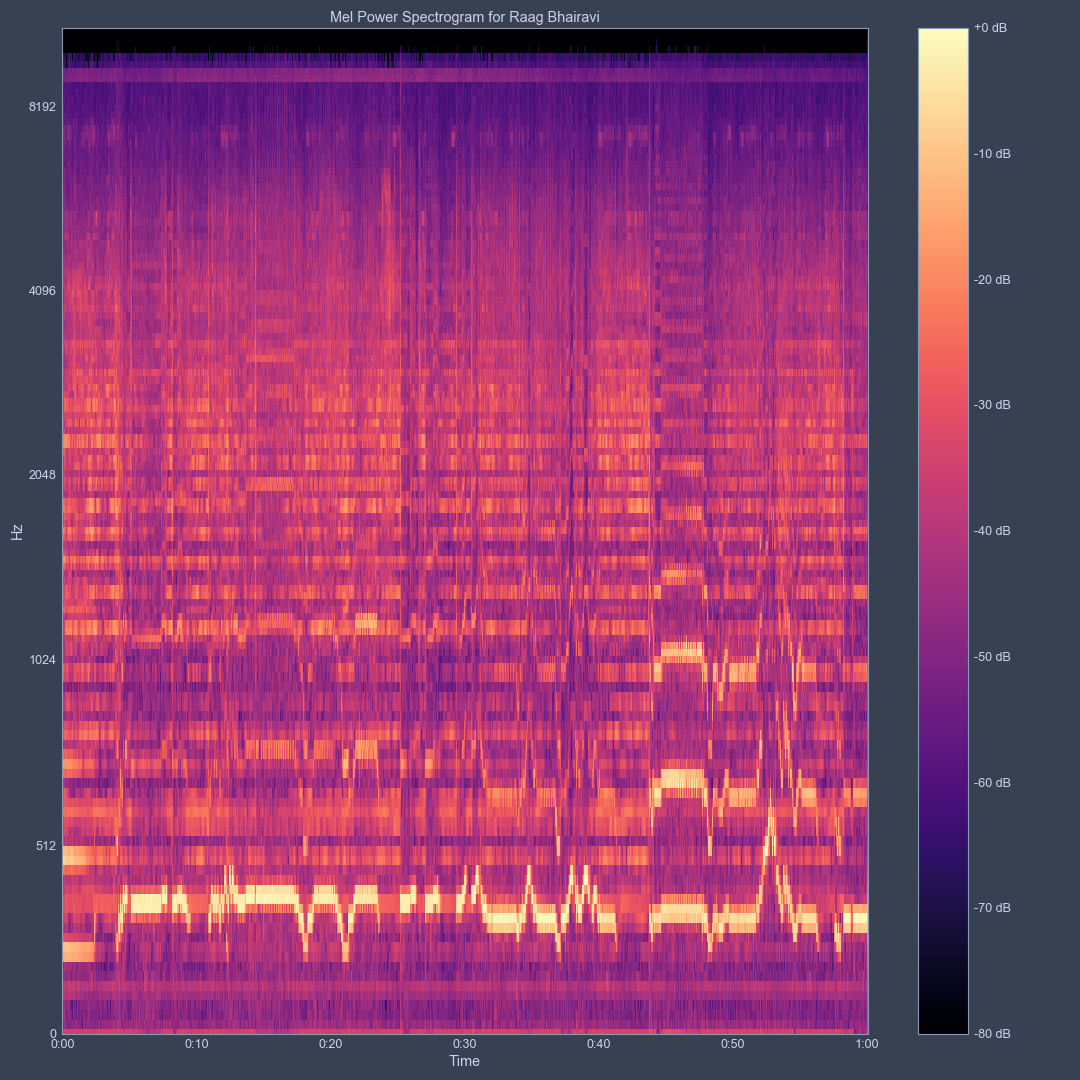 Mel Power Spectrogram for Raag Bhairavi
+0 dB
-10 dB
-20 dB
-30 dB
-40 dB
-50 dB
-60 dB
-70 dB
-80 dB
8192
4096
2048
1024
512
0
Hz
0:00
0:10
0:20
0:30
0:40
0:50
1:00
Time